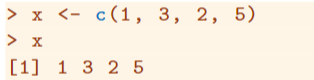 > x <- c(1, 3, 2, 5)
> x
[1] 1 3 2 5